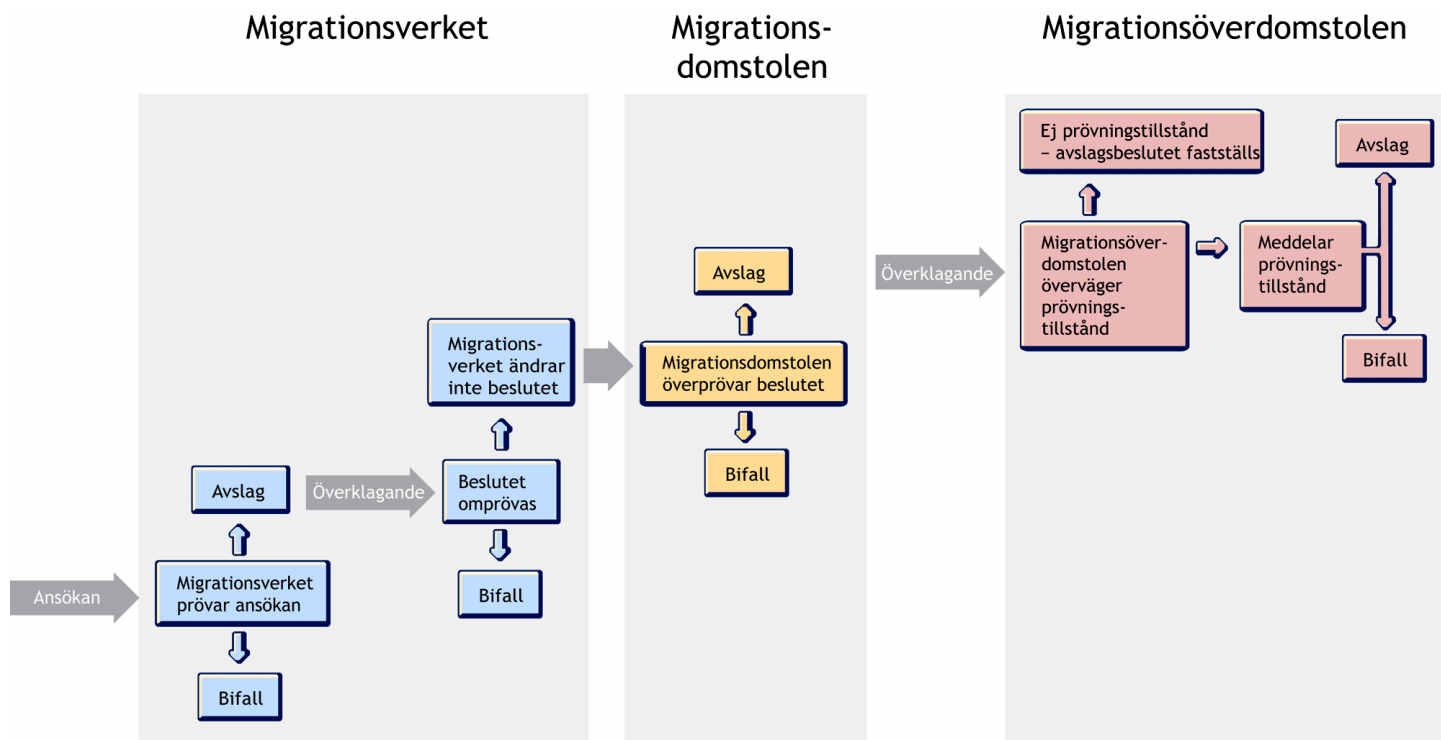 Migrationsverket
Migrations-
domstolen
Migrationsöverdomstolen
Ansökan
Migrationsverket
prövar ansökan
Avslag
Bifall
Överklagande
Beslutet
omprövas
Migrations-
verket ändrar
inte beslutet
Bifall
Migrationsdomstolen
överprövar beslutet
Avslag
Bifall
Överklagande
Migrationsöver-
domstolen
överväger
prövnings-
tillstånd
Ej prövningstillstånd
– avslagsbeslutet fastställs
Meddelar
prövnings-
tillstånd
Avslag
Bifall